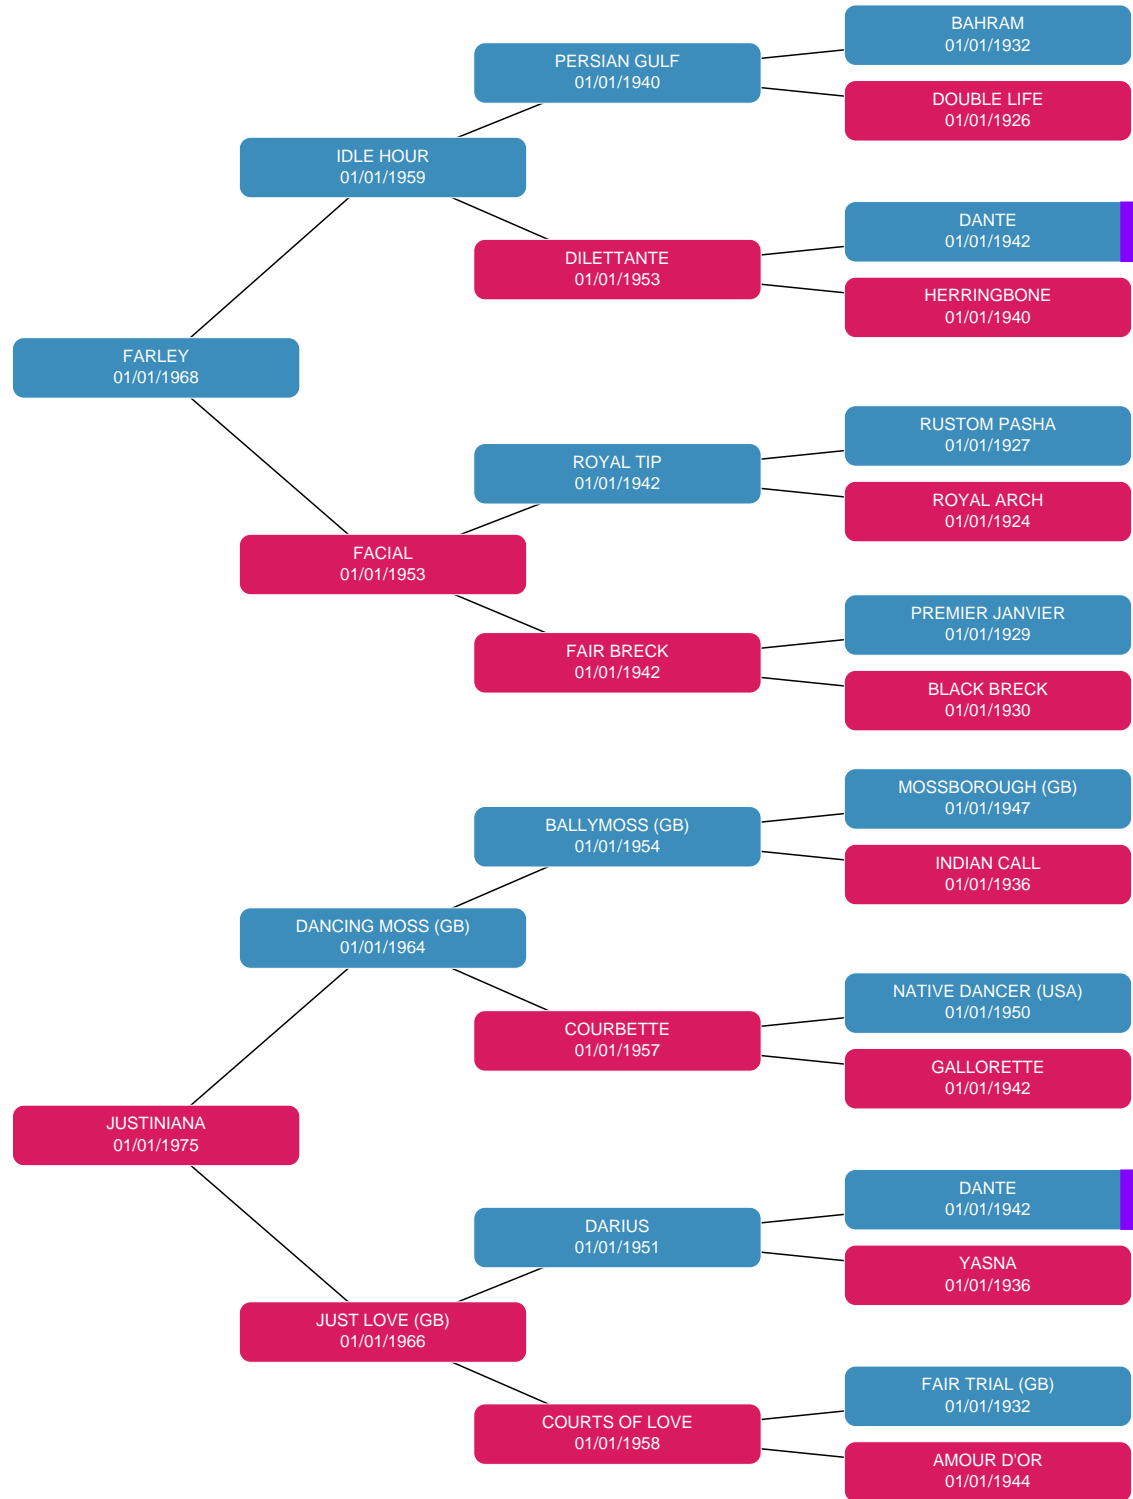 BAHRAM
01/01/1932
PERSIAN GULF
01/01/1940
DOUBLE LIFE
01/01/1926
IDLE HOUR
01/01/1959
DANTE
01/01/1942
DILETTANTE
01/01/1953
HERRINGBONE
01/01/1940
FARLEY
01/01/1968
RUSTOM PASHA
01/01/1927
ROYAL TIP
01/01/1942
ROYAL ARCH
01/01/1924
FACIAL
01/01/1953
PREMIER JANVIER
01/01/1929
FAIR BRECK
01/01/1942
BLACK BRECK
01/01/1930
MOSSBOROUGH (GB)
01/01/1947
BALLYMOSS (GB)
01/01/1954
INDIAN CALL
01/01/1936
DANCING MOSS (GB)
01/01/1964
NATIVE DANCER (USA)
01/01/1950
COURBETTE
01/01/1957
GALLORETTE
01/01/1942
JUSTINIANA
01/01/1975
DANTE
01/01/1942
DARIUS
01/01/1951
YASNA
01/01/1936
JUST LOVE (GB)
01/01/1966
FAIR TRIAL (GB)
01/01/1932
COURTS OF LOVE
01/01/1958
AMOUR D'OR
01/01/1944